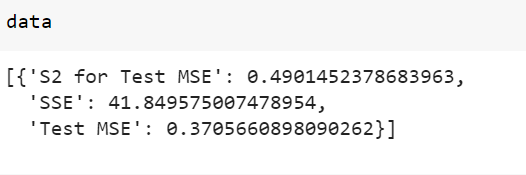 data
[{'S2 for Test MSE': 0.4901452378683963,
'SSE': 41.849575007478954,
'Test MSE': 0.3705660898090262}]